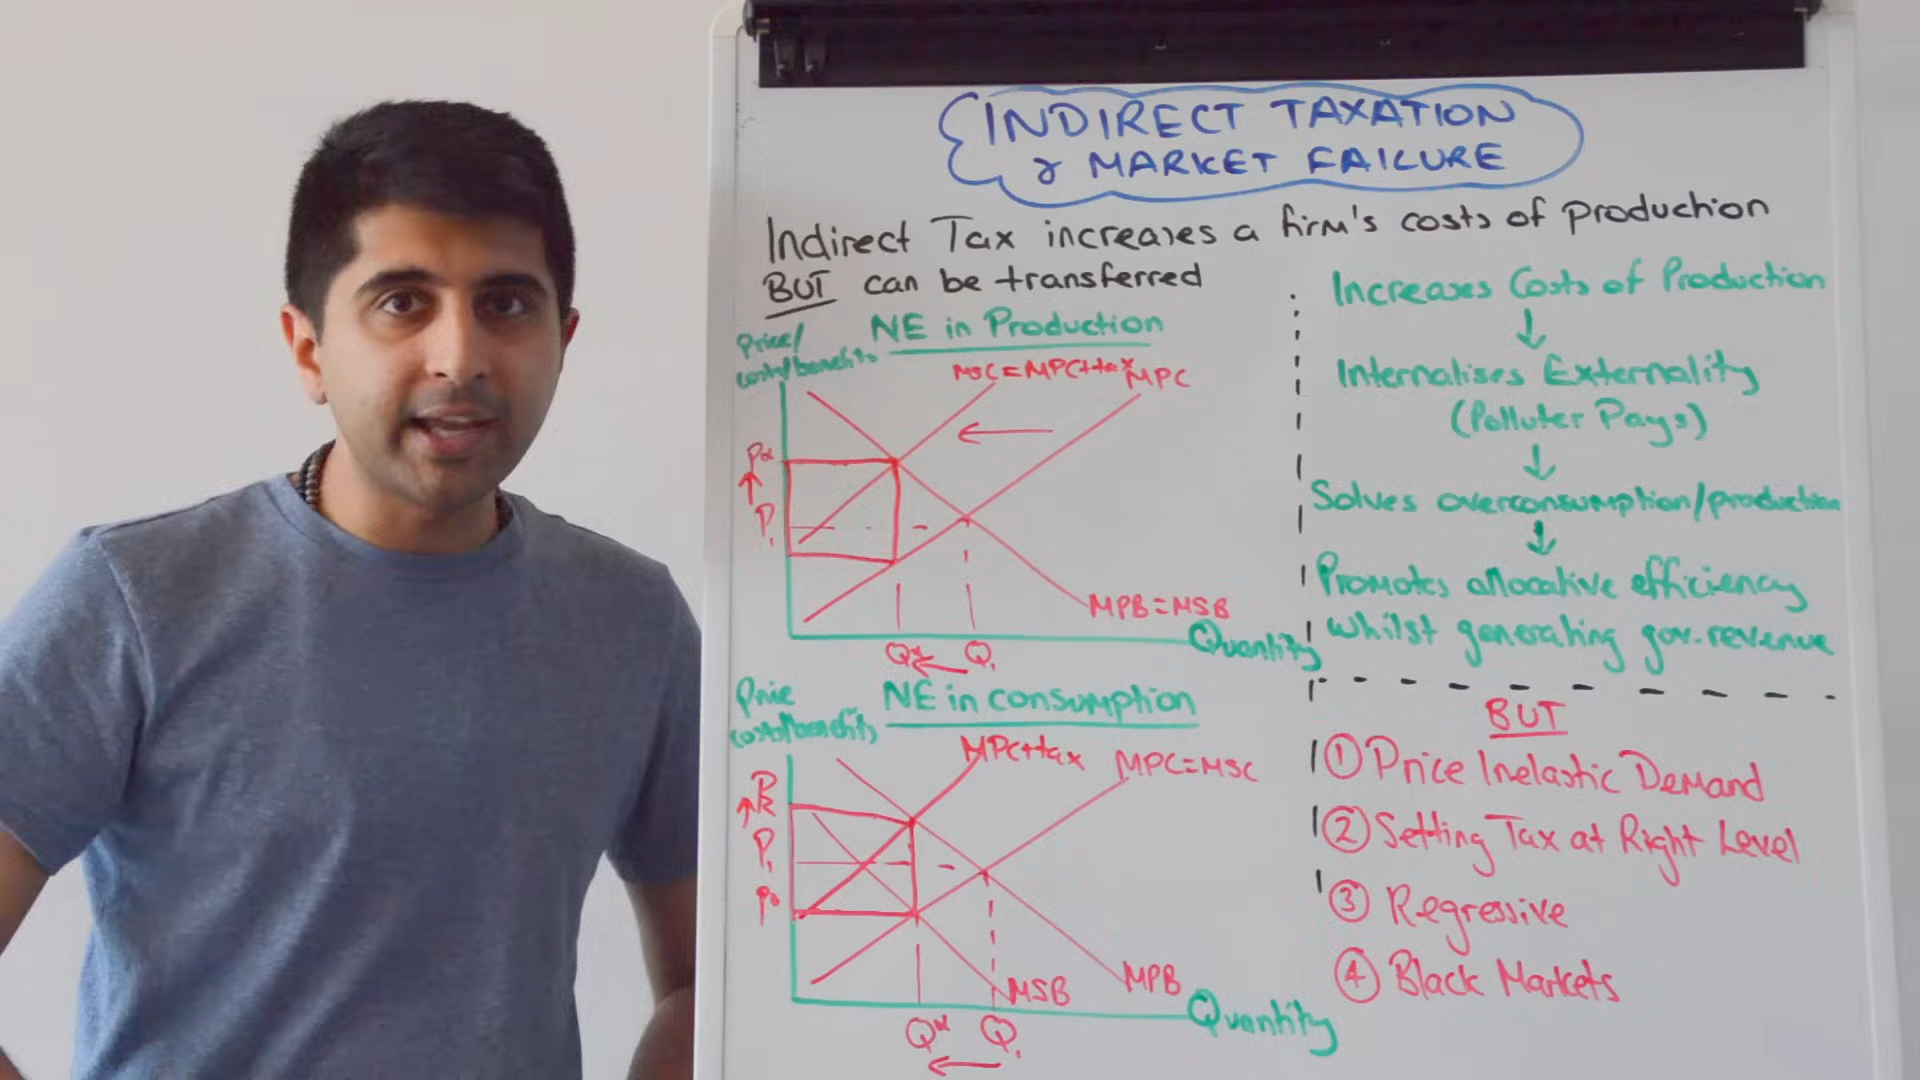 INDIRECT TAXATION
& MARKET FAILURE
Indirect Tax increases a firm's costs of production
BUT can be transferred
NE in Production
Price/
costs/benefits
MSC=MPC+tax
MPC
P*
P₁
MPB=MSB
Quantity
Q* Q₁
NE in consumption
Price
costs/benefits
MPC+tax
MPC=MSC
P₂
P₁
P₀
MSB
MPB
Quantity
Q* Q₁
Increases Costs of Production
Internalises Externality
(Polluter Pays)
Solves overconsumption/production
Promotes allocative efficiency
whilst generating gov.revenue
BUT
① Price Inelastic Demand
② Setting Tax at Right Level
③ Regressive
④ Black Markets